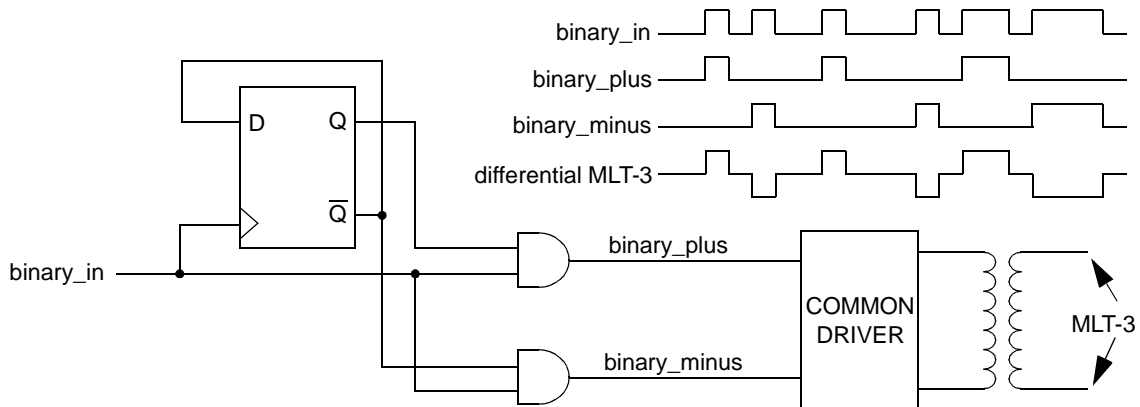 binary_in
binary_plus
binary_minus
differential MLT-3
D Q
Q
binary_in
binary_plus
binary_minus
COMMON
DRIVER
MLT-3